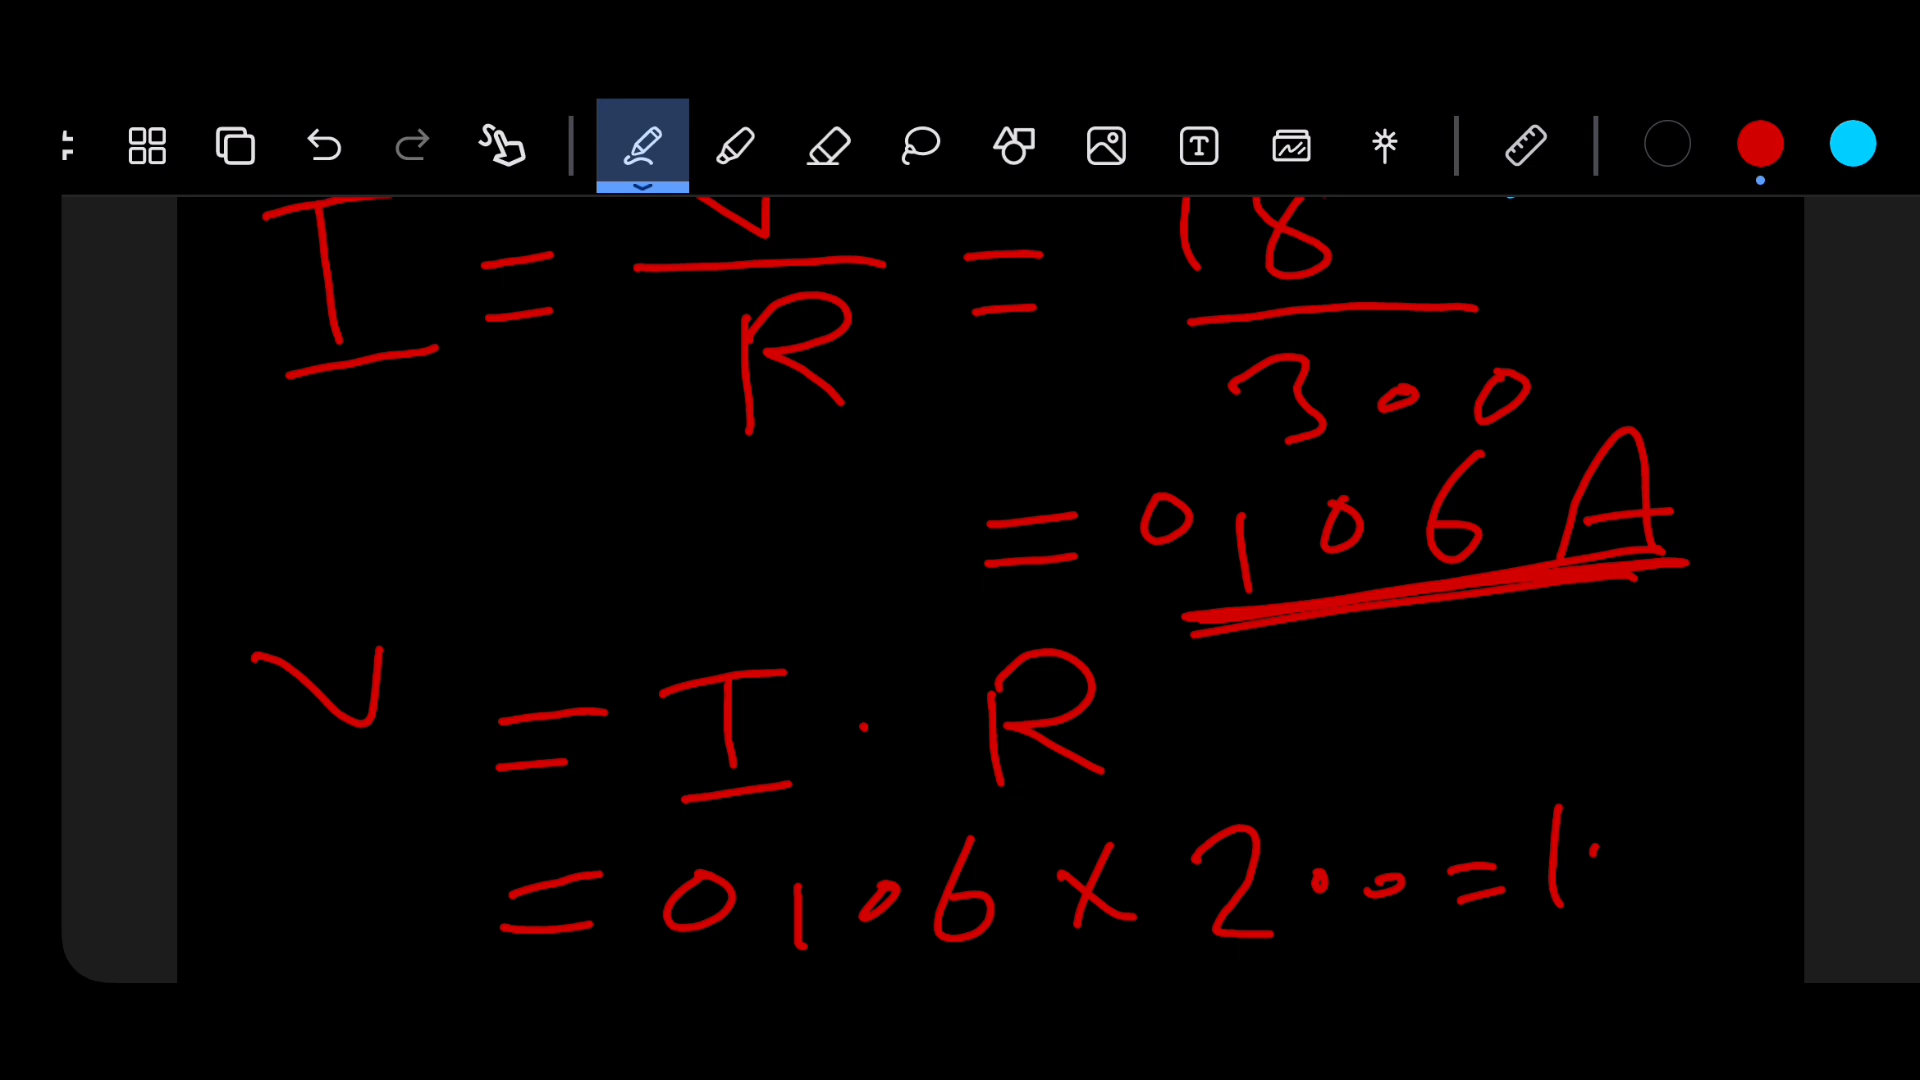 I = V/R = 18/300
= 0,06 A
V = I · R
= 0,06 × 200 = 1